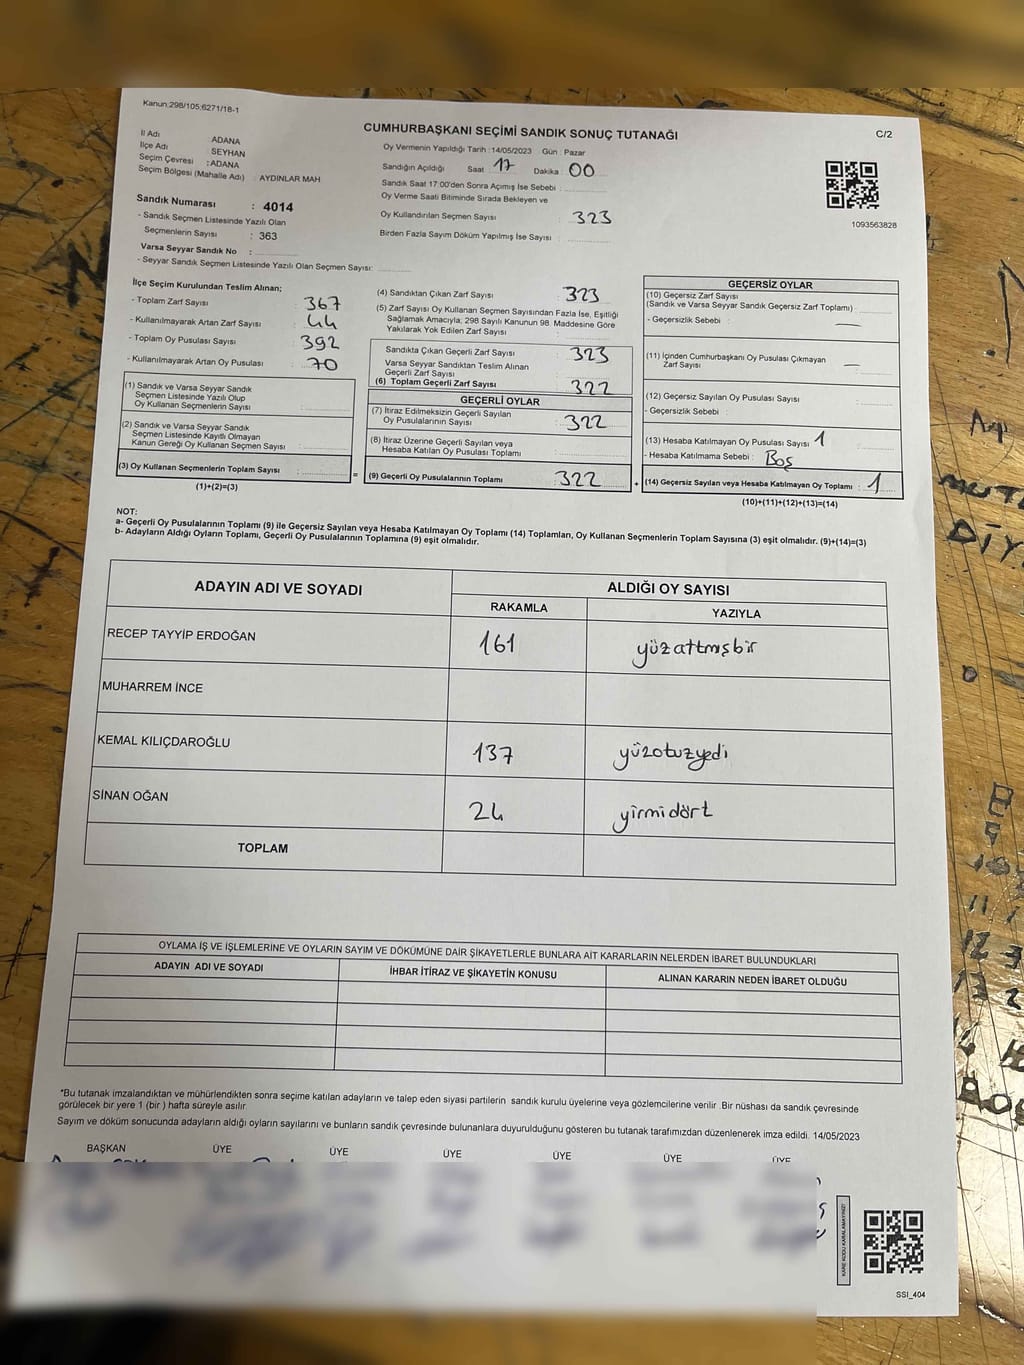 Kanun:298/105;6271/18-1
CUMHURBAŞKANI SEÇİMİ SANDIK SONUÇ TUTANAĞI
C/2
İl Adı : ADANA
İlçe Adı : SEYHAN
Seçim Çevresi : ADANA
Seçim Bölgesi (Mahalle Adı) : AYDINLAR MAH
Sandık Numarası : 4014
- Sandık Seçmen Listesinde Yazılı Olan
Seçmenlerin Sayısı : 363
Varsa Seyyar Sandık No :
- Seyyar Sandık Seçmen Listesinde Yazılı Olan Seçmen Sayısı:
Oy Vermenin Yapıldığı Tarih : 14/05/2023 Gün : Pazar
Sandığın Açıldığı Saat : 17 Dakika : 00
Sandık Saat 17:00'den Sonra Açımış İse Sebebi :
Oy Verme Saati Bitiminde Sırada Bekleyen ve
Oy Kullandırılan Seçmen Sayısı : 323
Birden Fazla Sayım Döküm Yapılmış İse Sayısı :
1093563828
İlçe Seçim Kurulundan Teslim Alınan;
- Toplam Zarf Sayısı : 367
- Kullanılmayarak Artan Zarf Sayısı : 44
- Toplam Oy Pusulası Sayısı : 392
- Kullanılmayarak Artan Oy Pusulası : 70
(1) Sandık ve Varsa Seyyar Sandık
Seçmen Listesinde Yazılı Olup
Oy Kullanan Seçmenlerin Sayısı :
(2) Sandık ve Varsa Seyyar Sandık
Seçmen Listesinde Kayıtlı Olmayan
Kanun Gereği Oy Kullanan Seçmen Sayısı :
(3) Oy Kullanan Seçmenlerin Toplam Sayısı :
(1)+(2)=(3)
(4) Sandıktan Çıkan Zarf Sayısı : 323
(5) Zarf Sayısı Oy Kullanan Seçmen Sayısından Fazla İse, Eşitliği
Sağlamak Amacıyla; 298 Sayılı Kanunun 98. Maddesine Göre
Yakılarak Yok Edilen Zarf Sayısı :
Sandıkta Çıkan Geçerli Zarf Sayısı : 323
Varsa Seyyar Sandıktan Teslim Alınan
Geçerli Zarf Sayısı :
(6) Toplam Geçerli Zarf Sayısı : 322
GEÇERLİ OYLAR
(7) İtiraz Edilmeksizin Geçerli Sayılan
Oy Pusulalarının Sayısı : 322
(8) İtiraz Üzerine Geçerli Sayılan veya
Hesaba Katılan Oy Pusulası Toplamı :
= (9) Geçerli Oy Pusulalarının Toplamı : 322
GEÇERSİZ OYLAR
(10) Geçersiz Zarf Sayısı
(Sandık ve Varsa Seyyar Sandık Geçersiz Zarf Toplamı) :
- Geçersizlik Sebebi : —
(11) İçinden Cumhurbaşkanı Oy Pusulası Çıkmayan
Zarf Sayısı : —
(12) Geçersiz Sayılan Oy Pusulası Sayısı :
- Geçersizlik Sebebi :
(13) Hesaba Katılmayan Oy Pusulası Sayısı : 1
- Hesaba Katılmama Sebebi : Boş
+ (14) Geçersiz Sayılan veya Hesaba Katılmayan Oy Toplamı : 1
(10)+(11)+(12)+(13)=(14)
NOT:
a- Geçerli Oy Pusulalarının Toplamı (9) ile Geçersiz Sayılan veya Hesaba Katılmayan Oy Toplamı (14) Toplamları, Oy Kullanan Seçmenlerin Toplam Sayısına (3) eşit olmalıdır. (9)+(14)=(3)
b- Adayların Aldığı Oyların Toplamı, Geçerli Oy Pusulalarının Toplamına (9) eşit olmalıdır.
ADAYIN ADI VE SOYADI
ALDIĞI OY SAYISI
RAKAMLA YAZIYLA
RECEP TAYYİP ERDOĞAN 161 yüzaltmışbir
MUHARREM İNCE
KEMAL KILIÇDAROĞLU 137 yüzotuzyedi
SİNAN OĞAN 24 yirmidört
TOPLAM
OYLAMA İŞ VE İŞLEMLERİNE VE OYLARIN SAYIM VE DÖKÜMÜNE DAİR ŞİKAYETLERLE BUNLARA AİT KARARLARIN NELERDEN İBARET BULUNDUKLARI
ADAYIN ADI VE SOYADI İHBAR İTİRAZ VE ŞİKAYETİN KONUSU ALINAN KARARIN NEDEN İBARET OLDUĞU
*Bu tutanak imzalandıktan ve mühürlendikten sonra seçime katılan adayların ve talep eden siyasi partilerin sandık kurulu üyelerine veya gözlemcilerine verilir .Bir nüshası da sandık çevresinde
görülecek bir yere 1 (bir ) hafta süreyle asılır.
Sayım ve döküm sonucunda adayların aldığı oyların sayılarını ve bunların sandık çevresinde bulunanlara duyurulduğunu gösteren bu tutanak tarafımızdan düzenlenerek imza edildi. 14/05/2023
BAŞKAN ÜYE ÜYE ÜYE ÜYE ÜYE ÜYE
KARE KODU KARALAMAYINIZ!
SSI_404